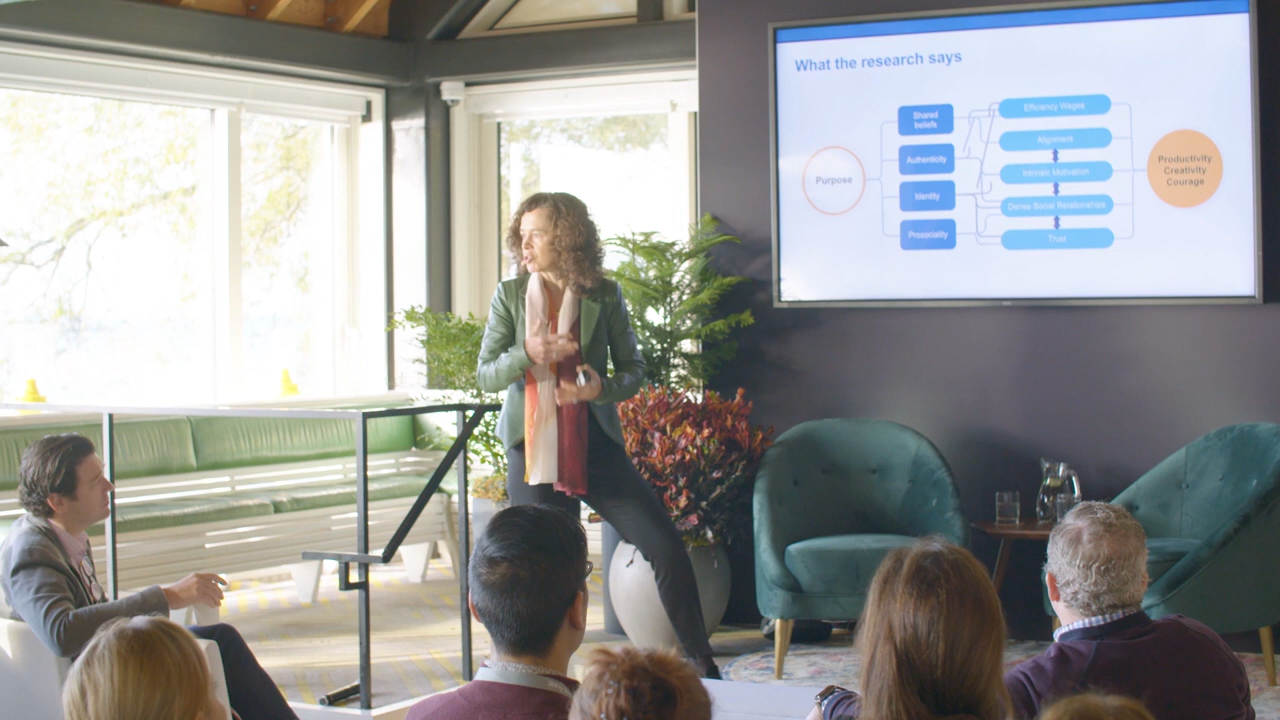 What the research says
Purpose
Shared
beliefs
Authenticity
Identity
Prosociality
Efficiency Wages
Alignment
Intrinsic Motivation
Dense Social Relationships
Trust
Productivity
Creativity
Courage